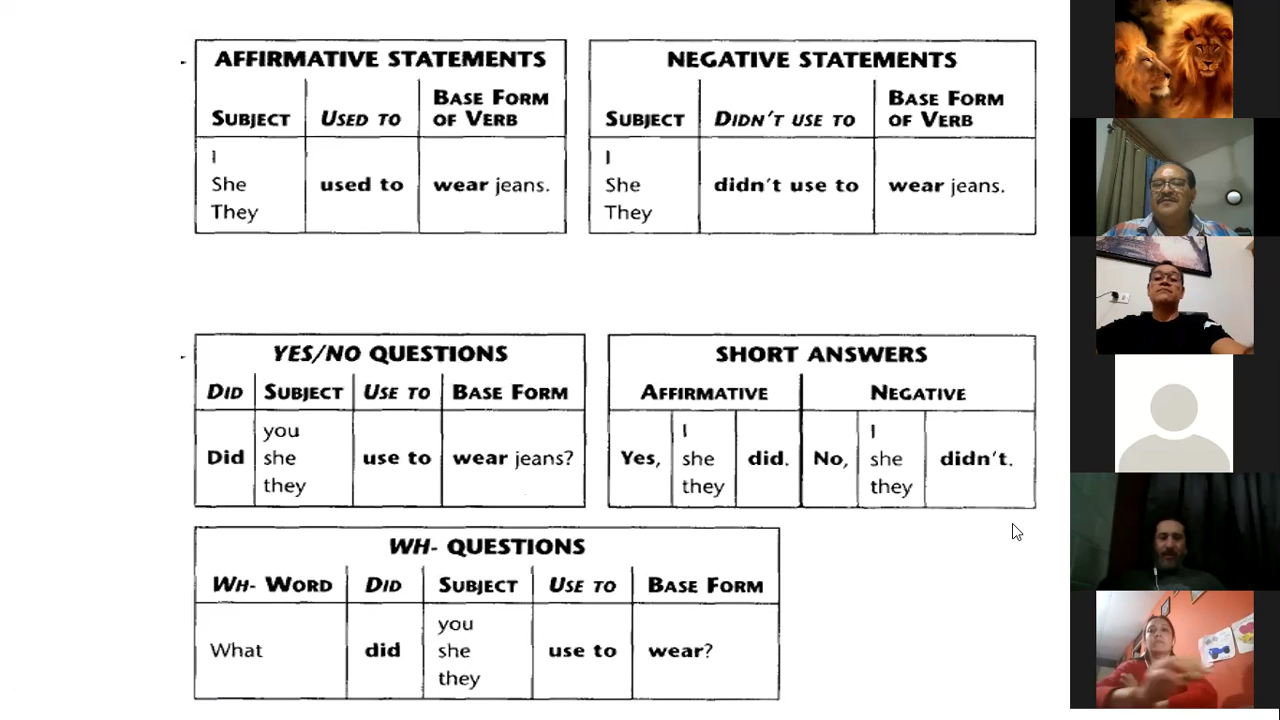 AFFIRMATIVE STATEMENTS
SUBJECT USED TO BASE FORM OF VERB
I
She used to wear jeans.
They
NEGATIVE STATEMENTS
SUBJECT DIDN'T USE TO BASE FORM OF VERB
I
She didn't use to wear jeans.
They
YES/NO QUESTIONS
DID SUBJECT USE TO BASE FORM
you
Did she use to wear jeans?
they
SHORT ANSWERS
AFFIRMATIVE NEGATIVE
I I
Yes, she did. No, she didn't.
they they
WH- QUESTIONS
WH- WORD DID SUBJECT USE TO BASE FORM
you
What did she use to wear?
they